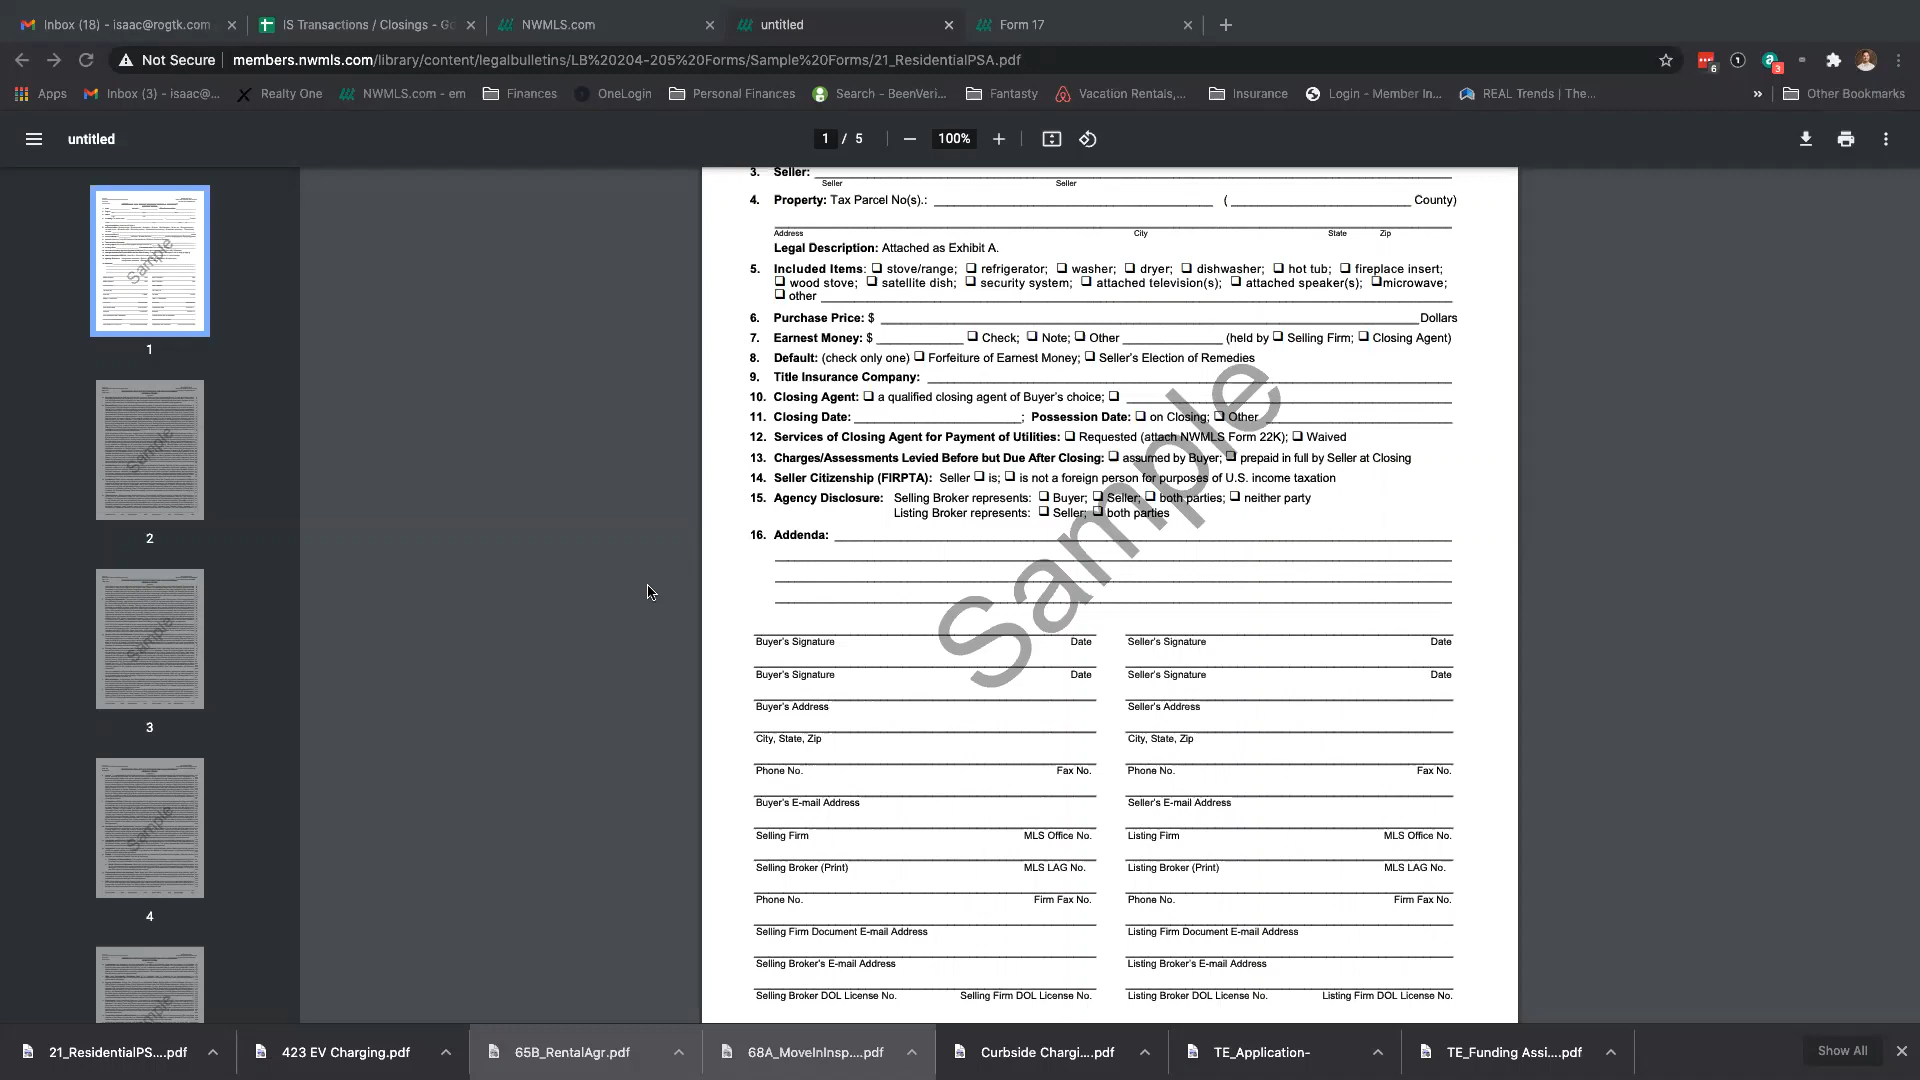 Inbox (18) - isaac@rogtk.com
IS Transactions / Closings - Go
NWMLS.com
untitled
Form 17
Not Secure
members.nwmls.com/library/content/legalbulletins/LB%20204-205%20Forms/Sample%20Forms/21_ResidentialPSA.pdf
6
1
3
Apps
Inbox (3) - isaac@...
Realty One
NWMLS.com - em
Finances
OneLogin
Personal Finances
Search - BeenVeri...
Fantasty
Vacation Rentals,...
Insurance
Login - Member In...
REAL Trends | The...
»
Other Bookmarks
untitled
1 / 5
100%
1
2
3
4
3. Seller:
Seller Seller
4. Property: Tax Parcel No(s).: ( County)
Address City State Zip
Legal Description: Attached as Exhibit A.
5. Included Items: ❑ stove/range; ❑ refrigerator; ❑ washer; ❑ dryer; ❑ dishwasher; ❑ hot tub; ❑ fireplace insert;
❑ wood stove; ❑ satellite dish; ❑ security system; ❑ attached television(s); ❑ attached speaker(s); ❑microwave;
❑ other
6. Purchase Price: $ Dollars
7. Earnest Money: $ ❑ Check; ❑ Note; ❑ Other (held by ❑ Selling Firm; ❑ Closing Agent)
8. Default: (check only one) ❑ Forfeiture of Earnest Money; ❑ Seller's Election of Remedies
9. Title Insurance Company:
10. Closing Agent: ❑ a qualified closing agent of Buyer's choice; ❑
11. Closing Date: ; Possession Date: ❑ on Closing; ❑ Other
12. Services of Closing Agent for Payment of Utilities: ❑ Requested (attach NWMLS Form 22K); ❑ Waived
13. Charges/Assessments Levied Before but Due After Closing: ❑ assumed by Buyer; ❑ prepaid in full by Seller at Closing
14. Seller Citizenship (FIRPTA): Seller ❑ is; ❑ is not a foreign person for purposes of U.S. income taxation
15. Agency Disclosure: Selling Broker represents: ❑ Buyer; ❑ Seller; ❑ both parties; ❑ neither party
Listing Broker represents: ❑ Seller; ❑ both parties
16. Addenda:
Sample
Buyer's Signature Date Seller's Signature Date
Buyer's Signature Date Seller's Signature Date
Buyer's Address Seller's Address
City, State, Zip City, State, Zip
Phone No. Fax No. Phone No. Fax No.
Buyer's E-mail Address Seller's E-mail Address
Selling Firm MLS Office No. Listing Firm MLS Office No.
Selling Broker (Print) MLS LAG No. Listing Broker (Print) MLS LAG No.
Phone No. Firm Fax No. Phone No. Firm Fax No.
Selling Firm Document E-mail Address Listing Firm Document E-mail Address
Selling Broker's E-mail Address Listing Broker's E-mail Address
Selling Broker DOL License No. Selling Firm DOL License No. Listing Broker DOL License No. Listing Firm DOL License No.
21_ResidentialPS....pdf
423 EV Charging.pdf
65B_RentalAgr.pdf
68A_MoveInInsp....pdf
Curbside Chargi....pdf
TE_Application-
TE_Funding Assi....pdf
Show All